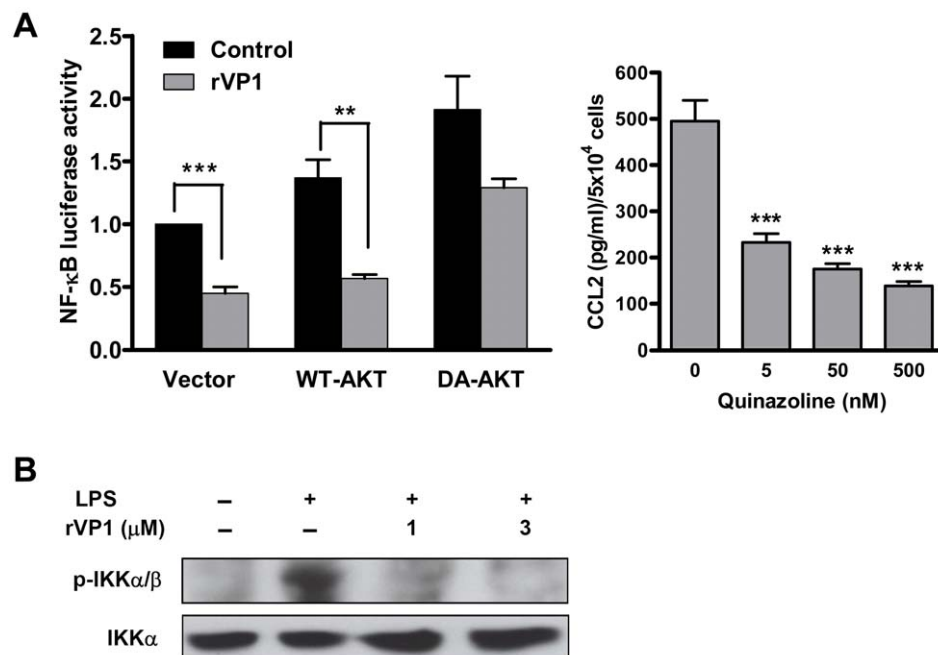 A
NF-κB luciferase activity
2.5
2.0
1.5
1.0
0.5
0.0
Control
rVP1
***
**
Vector
WT-AKT
DA-AKT
CCL2 (pg/ml)/5x10⁴ cells
600
500
400
300
200
100
0
***
***
***
0
5
50
500
Quinazoline (nM)
B
LPS – + + +
rVP1 (μM) – – 1 3
p-IKKα/β
IKKα